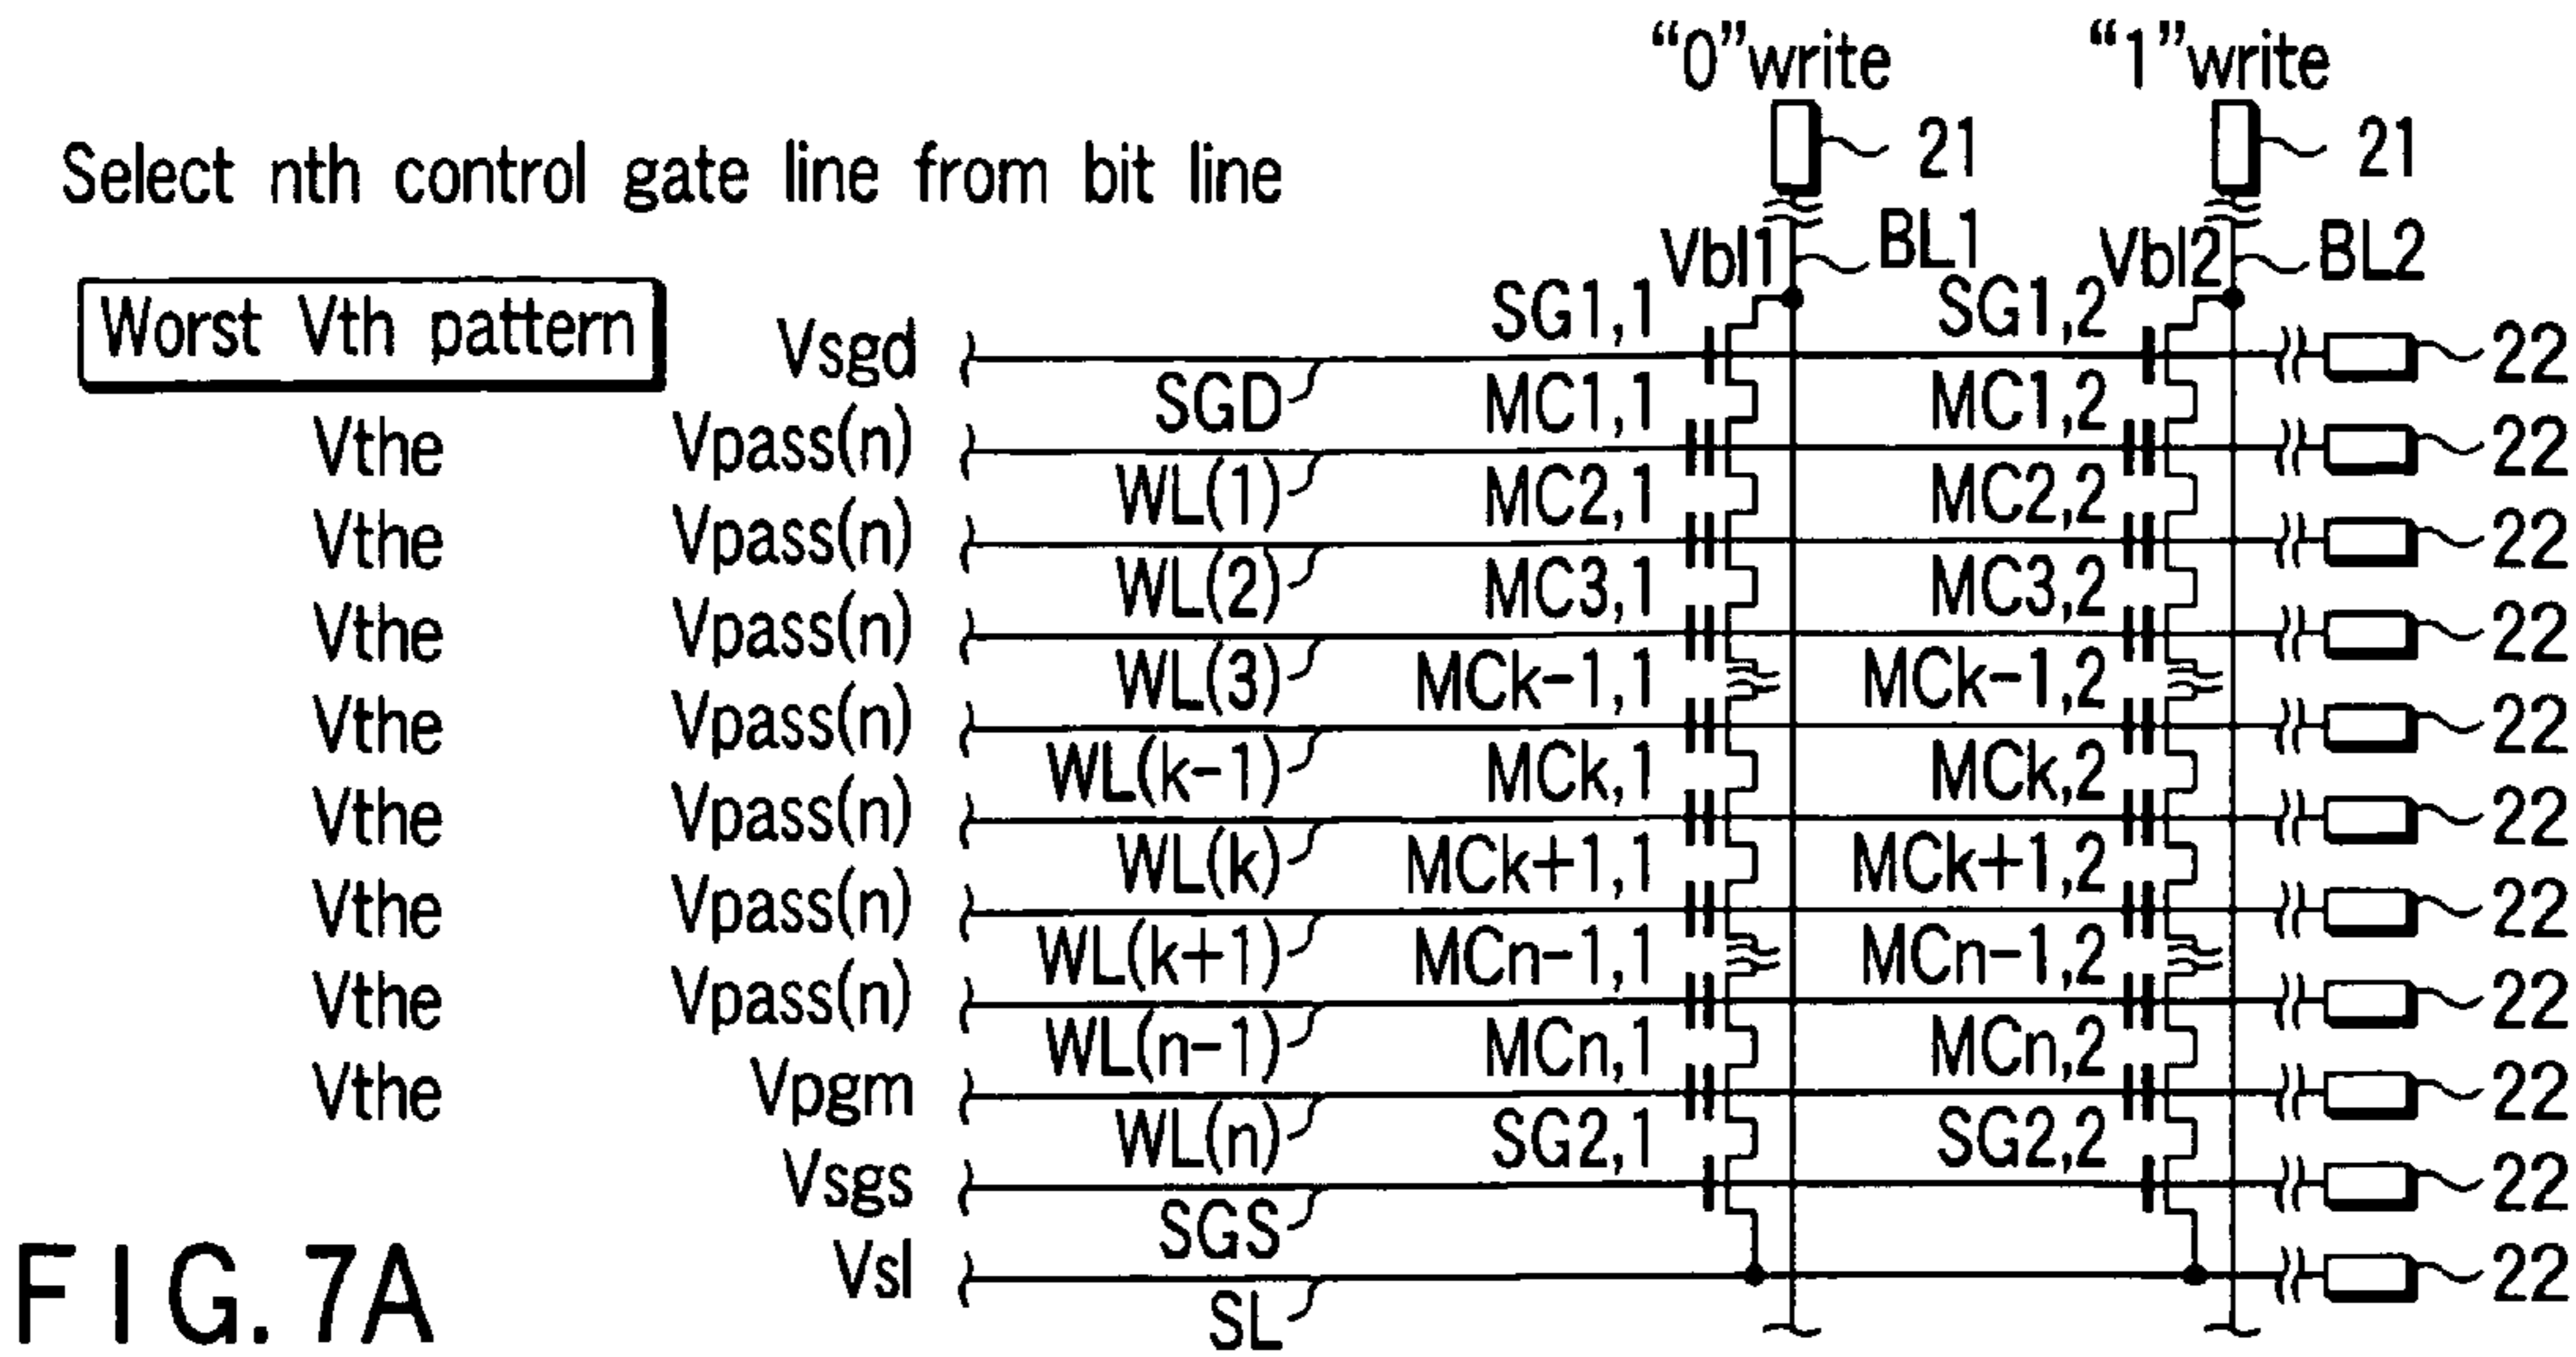 "0"write "1"write
21 21
Select nth control gate line from bit line
Vbl1 BL1 Vbl2 BL2
Worst Vth pattern
SG1,1 SG1,2
Vsgd 22
SGD MC1,1 MC1,2
Vthe Vpass(n) 22
WL(1) MC2,1 MC2,2
Vthe Vpass(n) 22
WL(2) MC3,1 MC3,2
Vthe Vpass(n) 22
WL(3) MCk-1,1 MCk-1,2
Vthe Vpass(n) 22
WL(k-1) MCk,1 MCk,2
Vthe Vpass(n) 22
WL(k) MCk+1,1 MCk+1,2
Vthe Vpass(n) 22
WL(k+1) MCn-1,1 MCn-1,2
Vthe Vpass(n) 22
WL(n-1) MCn,1 MCn,2
Vthe Vpgm 22
WL(n) SG2,1 SG2,2
Vsgs 22
SGS
Vsl 22
SL
FIG. 7A